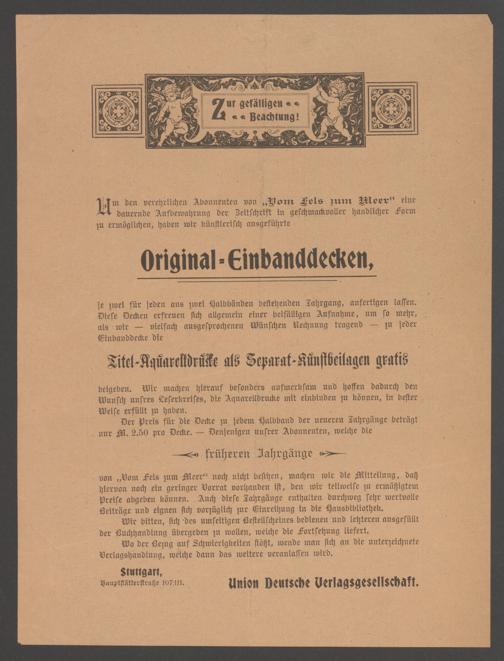 Zur gefälligen
Beachtung!
Um den verehrlichen Abonnenten von „Vom Fels zum Meer“ eine
dauernde Aufbewahrung der Zeitschrift in geschmackvoller handlicher Form
zu ermöglichen, haben wir künstlerisch ausgeführte
Original-Einbanddecken,
je zwei für jeden aus zwei Halbbänden bestehenden Jahrgang, anfertigen lassen.
Diese Decken erfreuen sich allgemein einer beifälligen Aufnahme, um so mehr,
als wir — vielfach ausgesprochenen Wünschen Rechnung tragend — zu jeder
Einbanddecke die
Titel-Aquarelldrucke als Separat-Kunstbeilagen gratis
beigeben. Wir machen hierauf besonders aufmerksam und hoffen dadurch den
Wunsch unsres Leserkreises, die Aquarelldrucke mit einbinden zu können, in bester
Weise erfüllt zu haben.
Der Preis für die Decke zu jedem Halbband der neueren Jahrgänge beträgt
nur M. 2.50 pro Decke. — Denjenigen unsrer Abonnenten, welche die
früheren Jahrgänge
von „Vom Fels zum Meer“ noch nicht besitzen, machen wir die Mitteilung, daß
hiervon noch ein geringer Vorrat vorhanden ist, den wir teilweise zu ermäßigtem
Preise abgeben können. Auch diese Jahrgänge enthalten durchweg sehr wertvolle
Beiträge und eignen sich vorzüglich zur Einreihung in die Hausbibliothek.
Wir bitten, sich des umseitigen Bestellscheines bedienen und letzteren ausgefüllt
der Buchhandlung übergeben zu wollen, welche die Fortsetzung liefert.
Wo der Bezug auf Schwierigkeiten stößt, wende man sich an die unterzeichnete
Verlagshandlung, welche dann das weitere veranlassen wird.
Stuttgart,
Hauptstätterstraße 107/111.
Union Deutsche Verlagsgesellschaft.